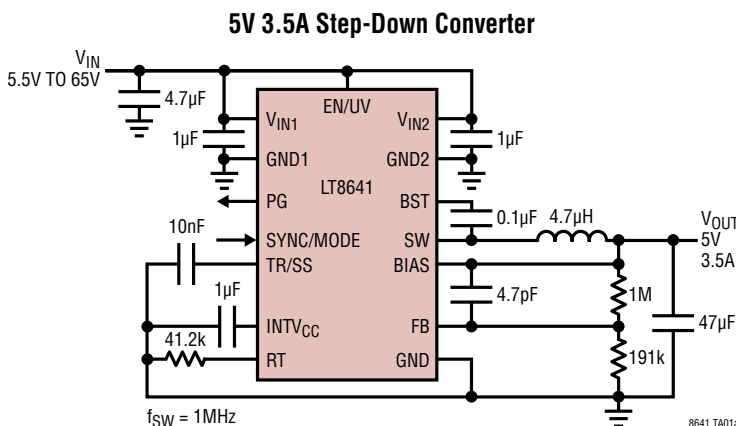 5V 3.5A Step-Down Converter
VIN
5.5V TO 65V
4.7µF
1µF
EN/UV
VIN1
VIN2
1µF
GND1
GND2
LT8641
PG
BST
10nF
0.1µF
4.7µH
VOUT
5V
3.5A
SYNC/MODE
SW
TR/SS
BIAS
1µF
4.7pF
1M
INTVCC
FB
47µF
41.2k
RT
GND
191k
fSW = 1MHz
8641 TA01a